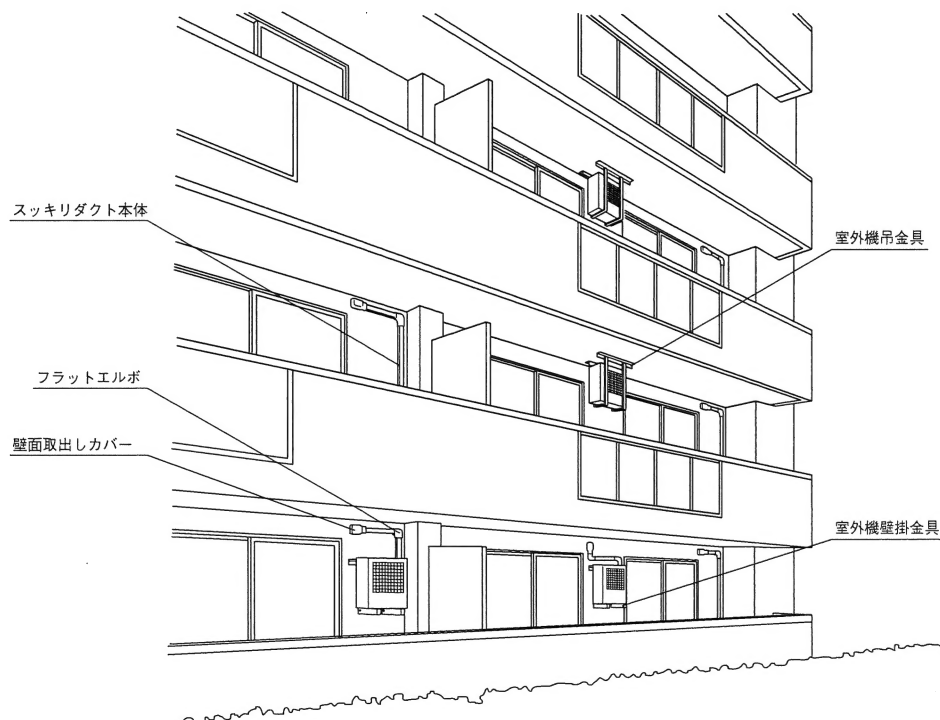 スッキリダクト本体
室外機吊金具
フラットエルボ
壁面取出しカバー
室外機壁掛金具